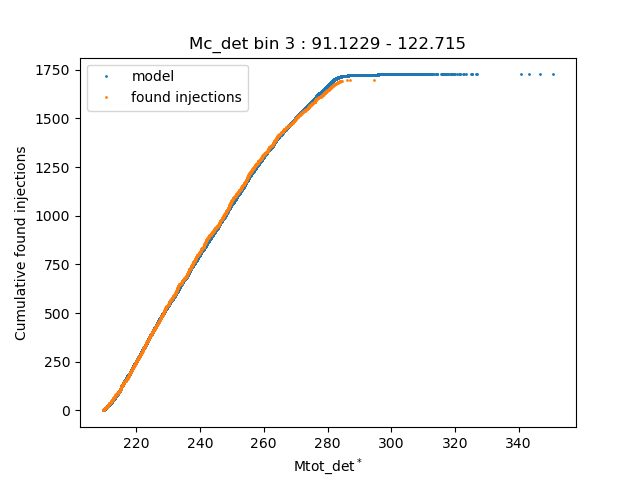 Mc_det bin 3 : 91.1229 - 122.715
model
found injections
1750
1500
1250
1000
750
500
250
0
Cumulative found injections
220 240 260 280 300 320 340
Mtot_det*